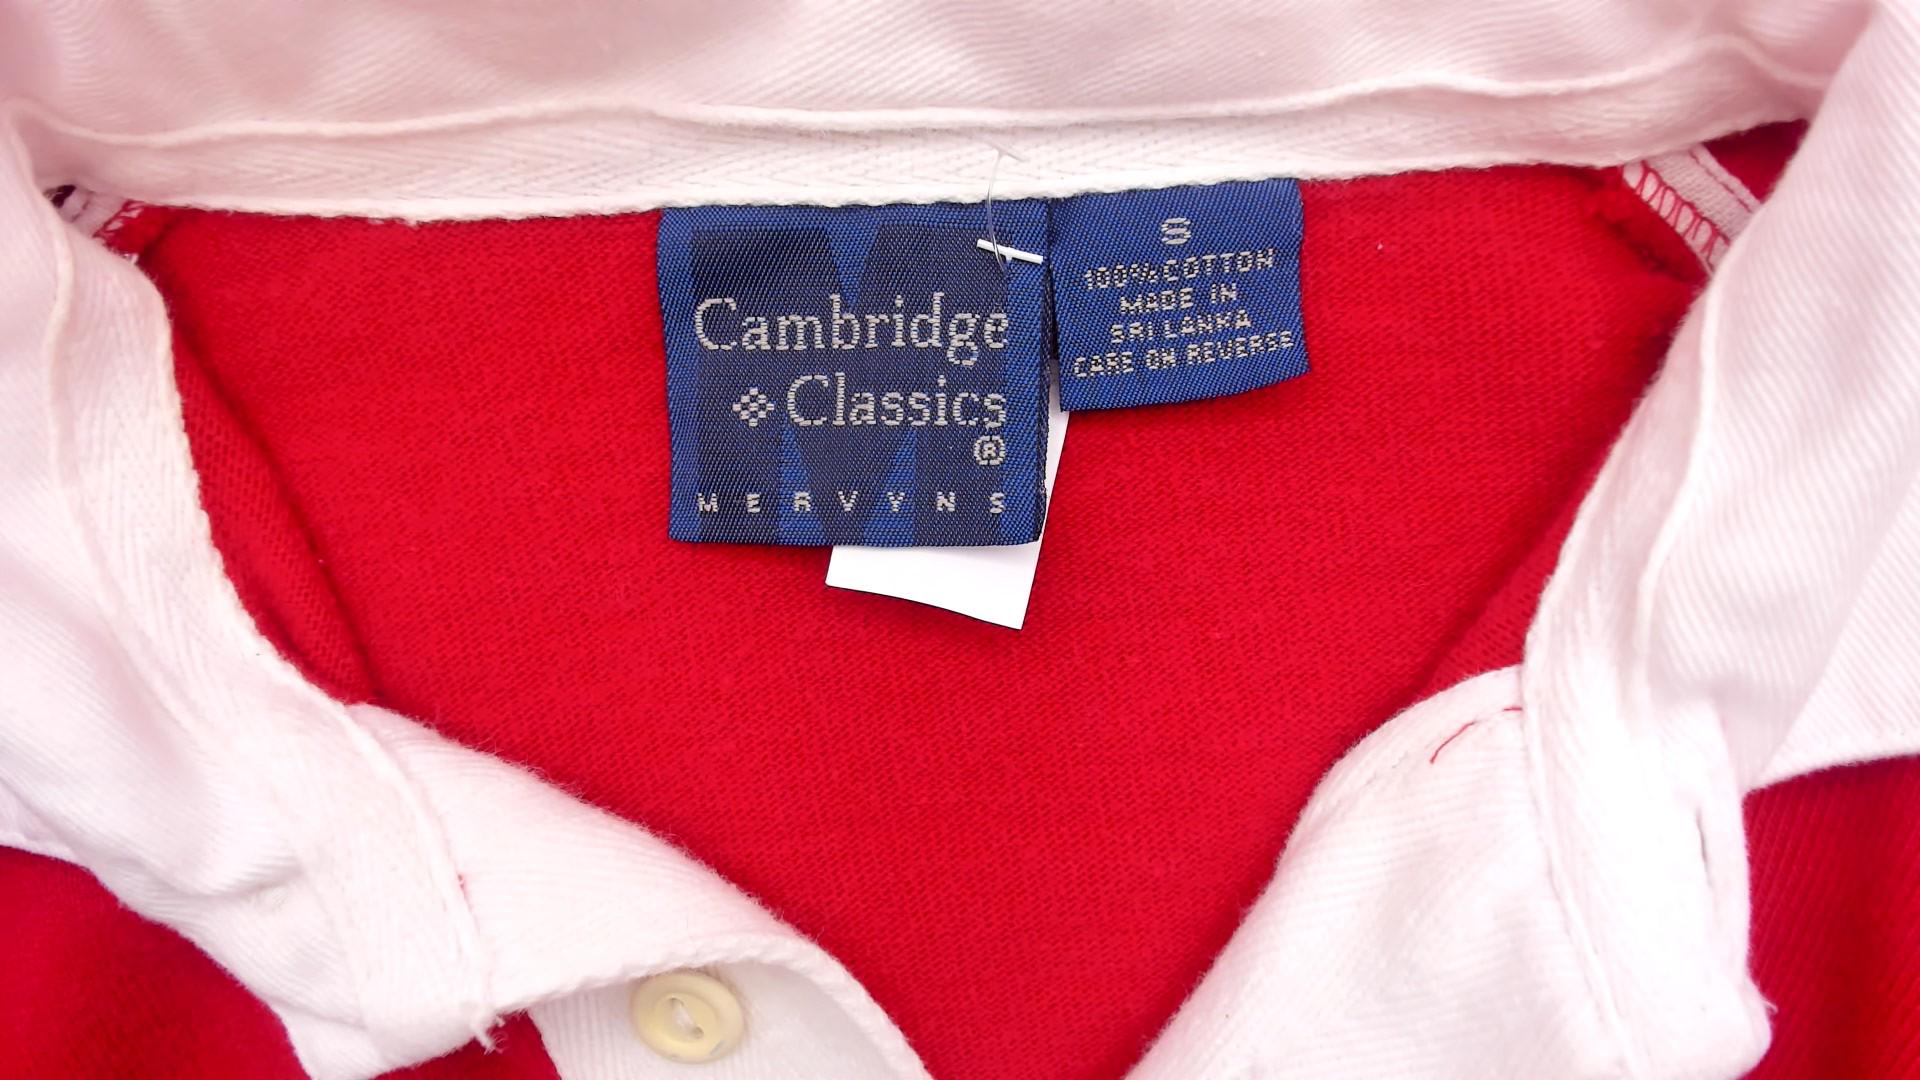 Cambridge
Classics
®
MERVYNS
S
100% COTTON
MADE IN
SRI LANKA
CARE ON REVERSE